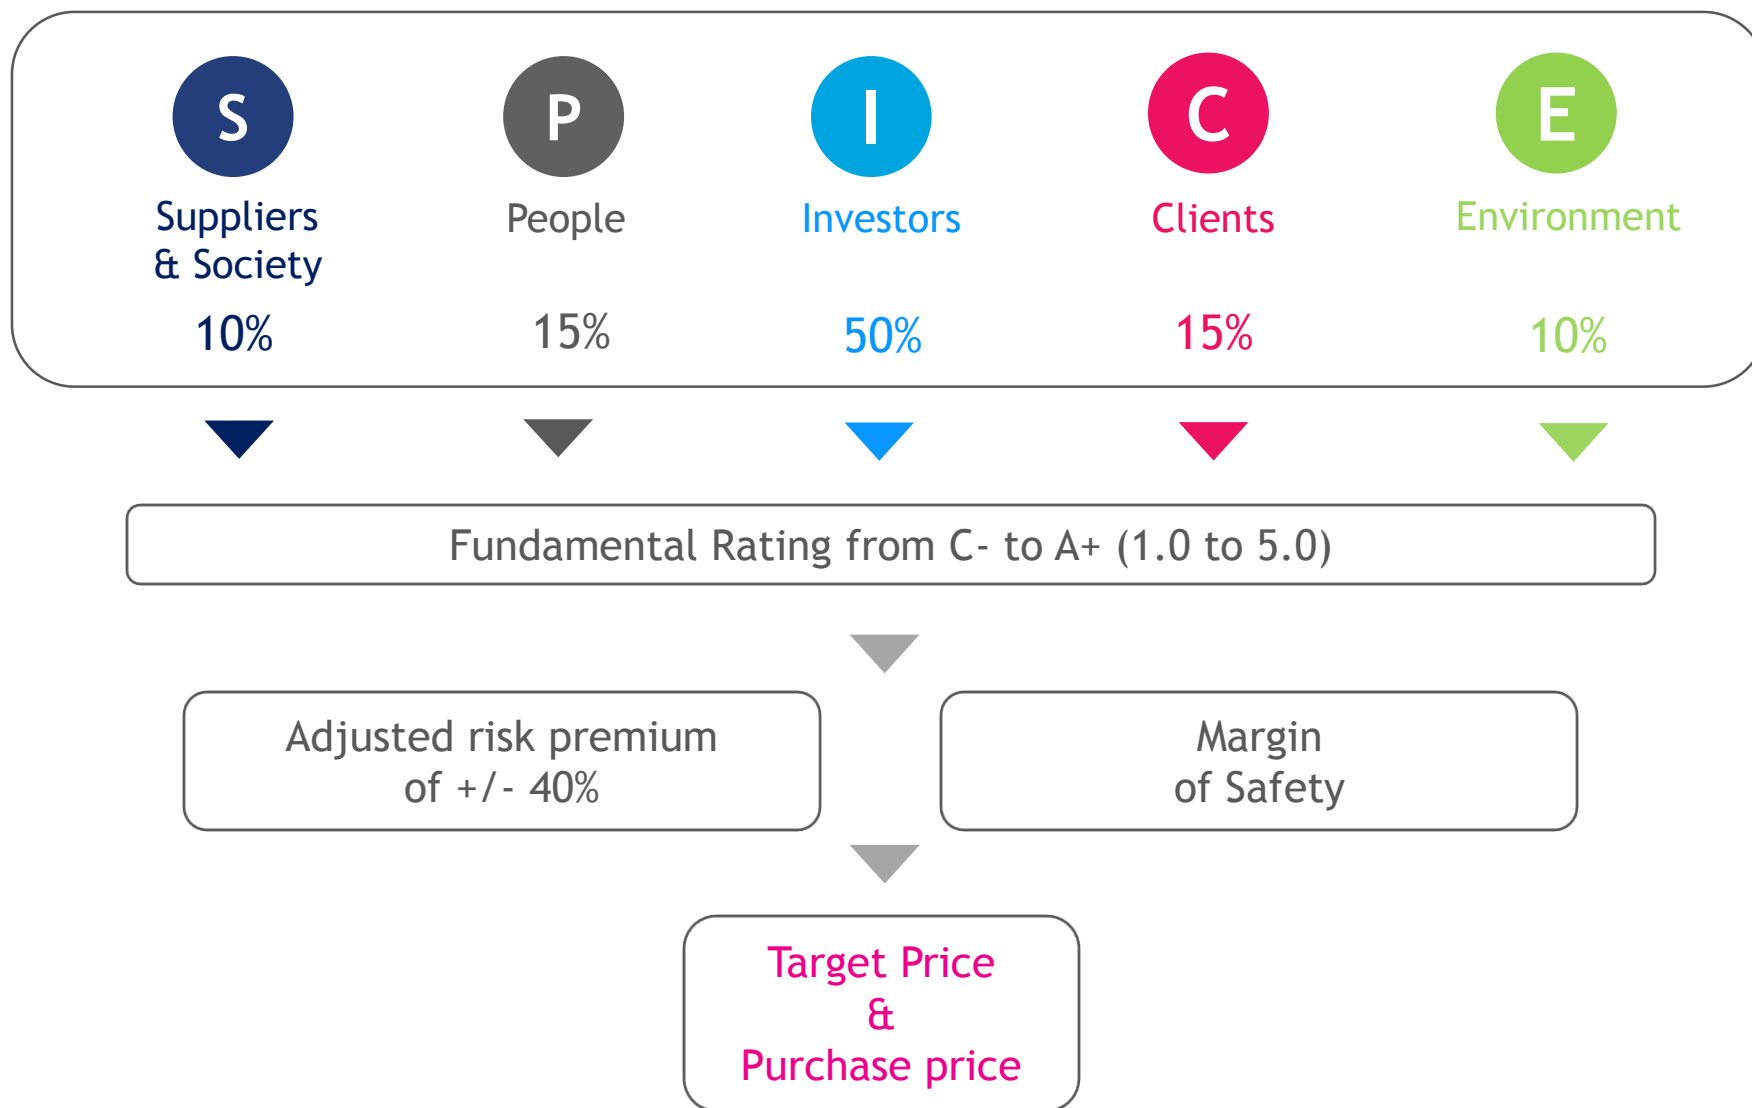 S
P
I
C
E
Suppliers
& Society
People
Investors
Clients
Environment
10%
15%
50%
15%
10%
Fundamental Rating from C- to A+ (1.0 to 5.0)
Adjusted risk premium
of +/- 40%
Margin
of Safety
Target Price
&
Purchase price